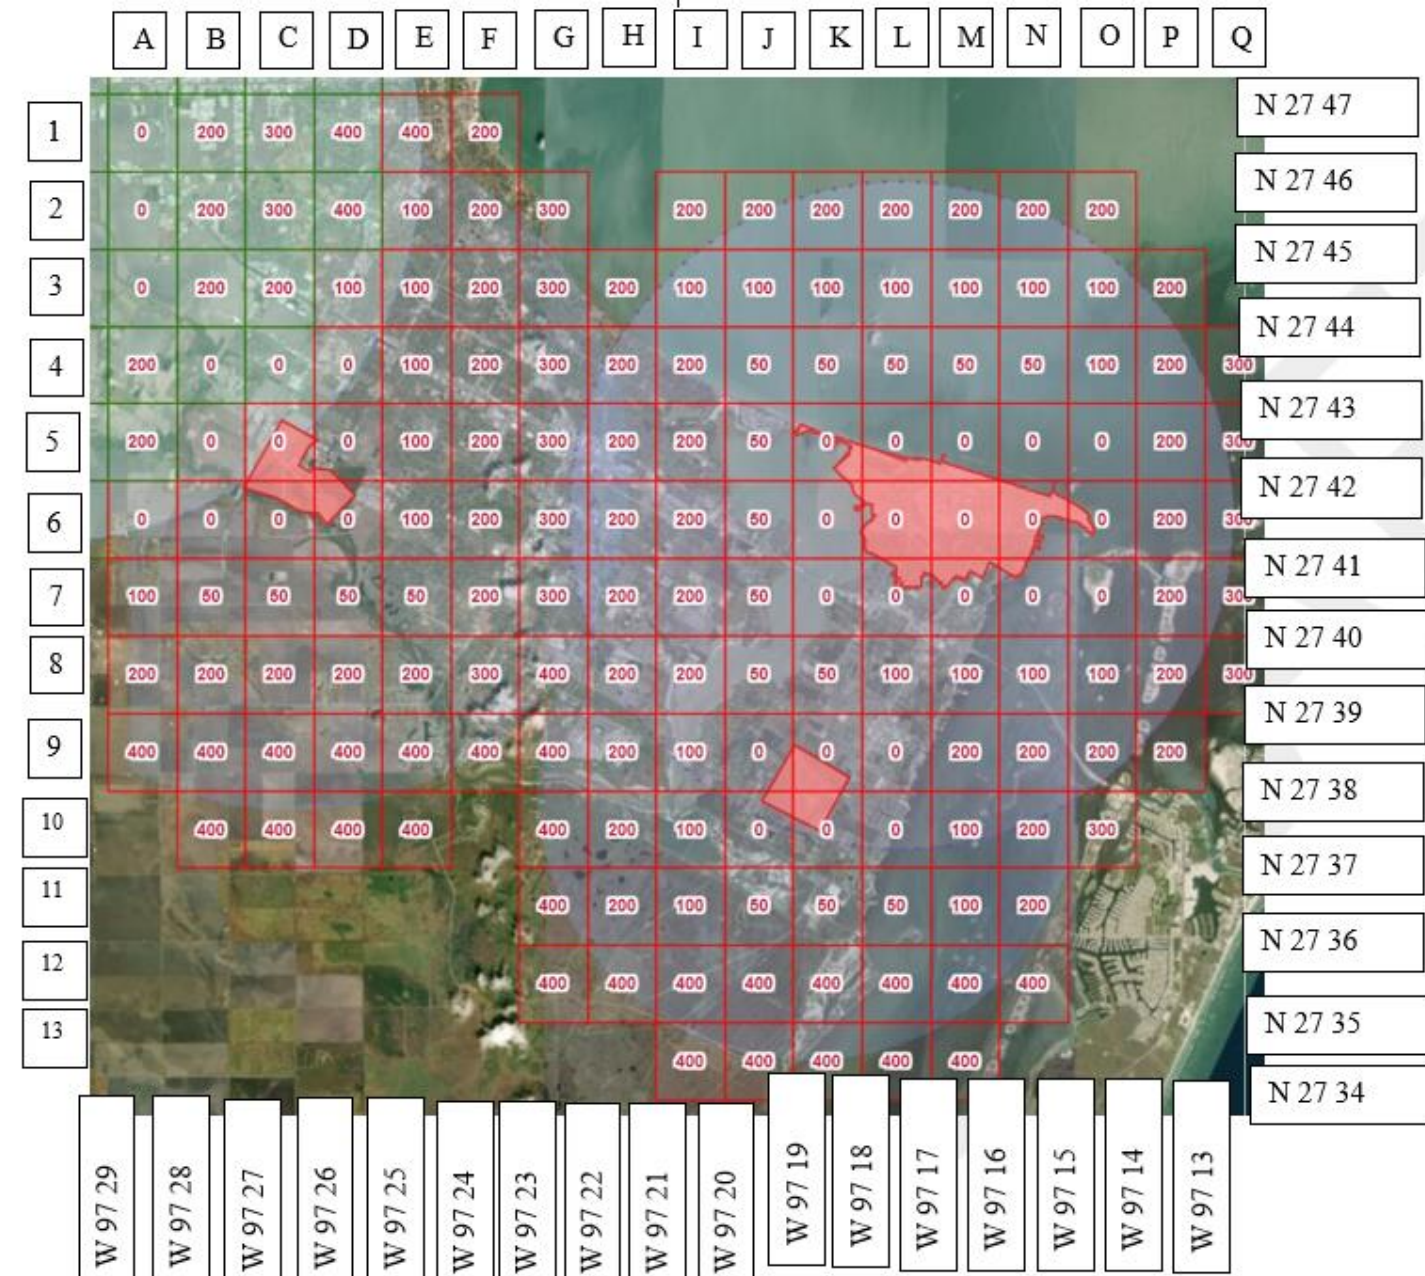 A B C D E F G H I J K L M N O P Q
N 27 47
1 0 200 300 400 400 200
N 27 46
2 0 200 300 400 100 200 300 200 200 200 200 200 200 200
N 27 45
3 0 200 200 100 100 200 300 200 100 100 100 100 100 100 100 200
N 27 44
4 200 0 0 0 100 200 300 200 200 50 50 50 50 50 100 200 300
N 27 43
5 200 0 0 0 100 200 300 200 200 50 0 0 0 0 0 200 300
N 27 42
6 0 0 0 0 100 200 300 200 200 50 0 0 0 0 0 200 300
N 27 41
7 100 50 50 50 50 200 300 200 200 50 0 0 0 0 0 200 300
N 27 40
8 200 200 200 200 200 300 400 200 200 50 50 100 100 100 100 200 300
N 27 39
9 400 400 400 400 400 400 400 200 100 0 0 0 200 200 200 200
N 27 38
10 400 400 400 400 400 200 100 0 0 0 100 200 300
N 27 37
11 400 200 100 50 50 50 100 200
N 27 36
12 400 400 400 400 400 400 400 400
N 27 35
13 400 400 400 400 400
N 27 34
W 97 29
W 97 28
W 97 27
W 97 26
W 97 25
W 97 24
W 97 23
W 97 22
W 97 21
W 97 20
W 97 19
W 97 18
W 97 17
W 97 16
W 97 15
W 97 14
W 97 13